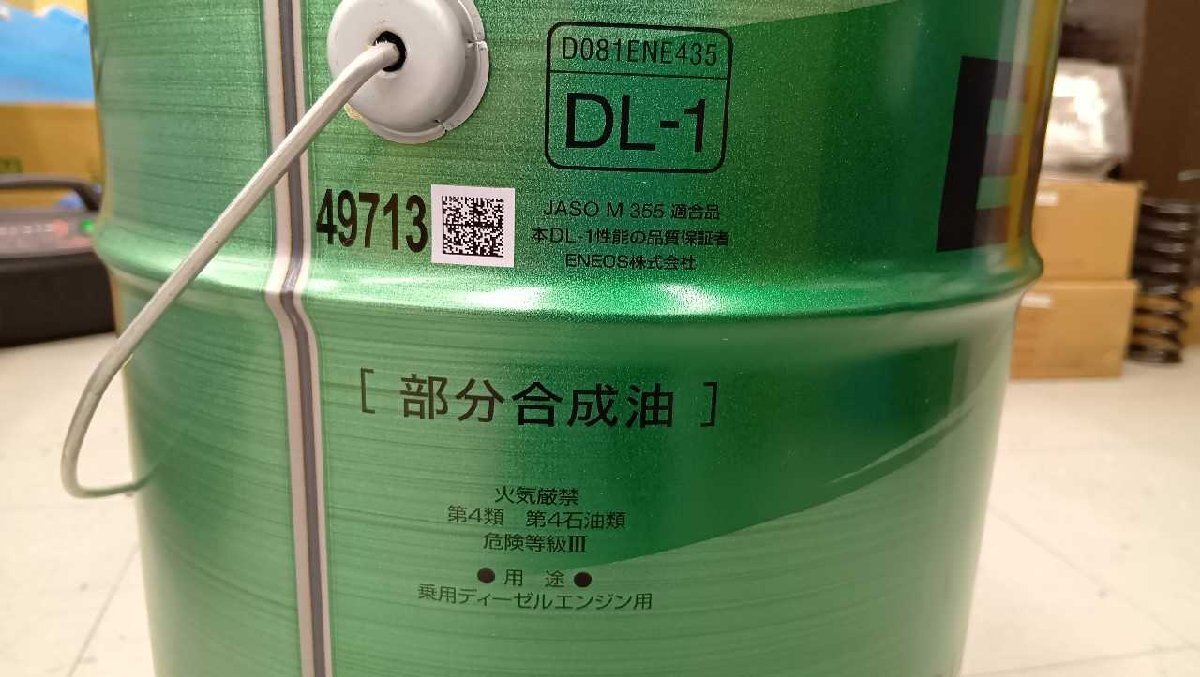 D081ENE435
DL-1
49713
JASO M 355 適合品
本DL-1性能の品質保証者
ENEOS株式会社
[ 部分合成油 ]
火気厳禁
第4類 第4石油類
危険等級III
●用 途●
乗用ディーゼルエンジン用